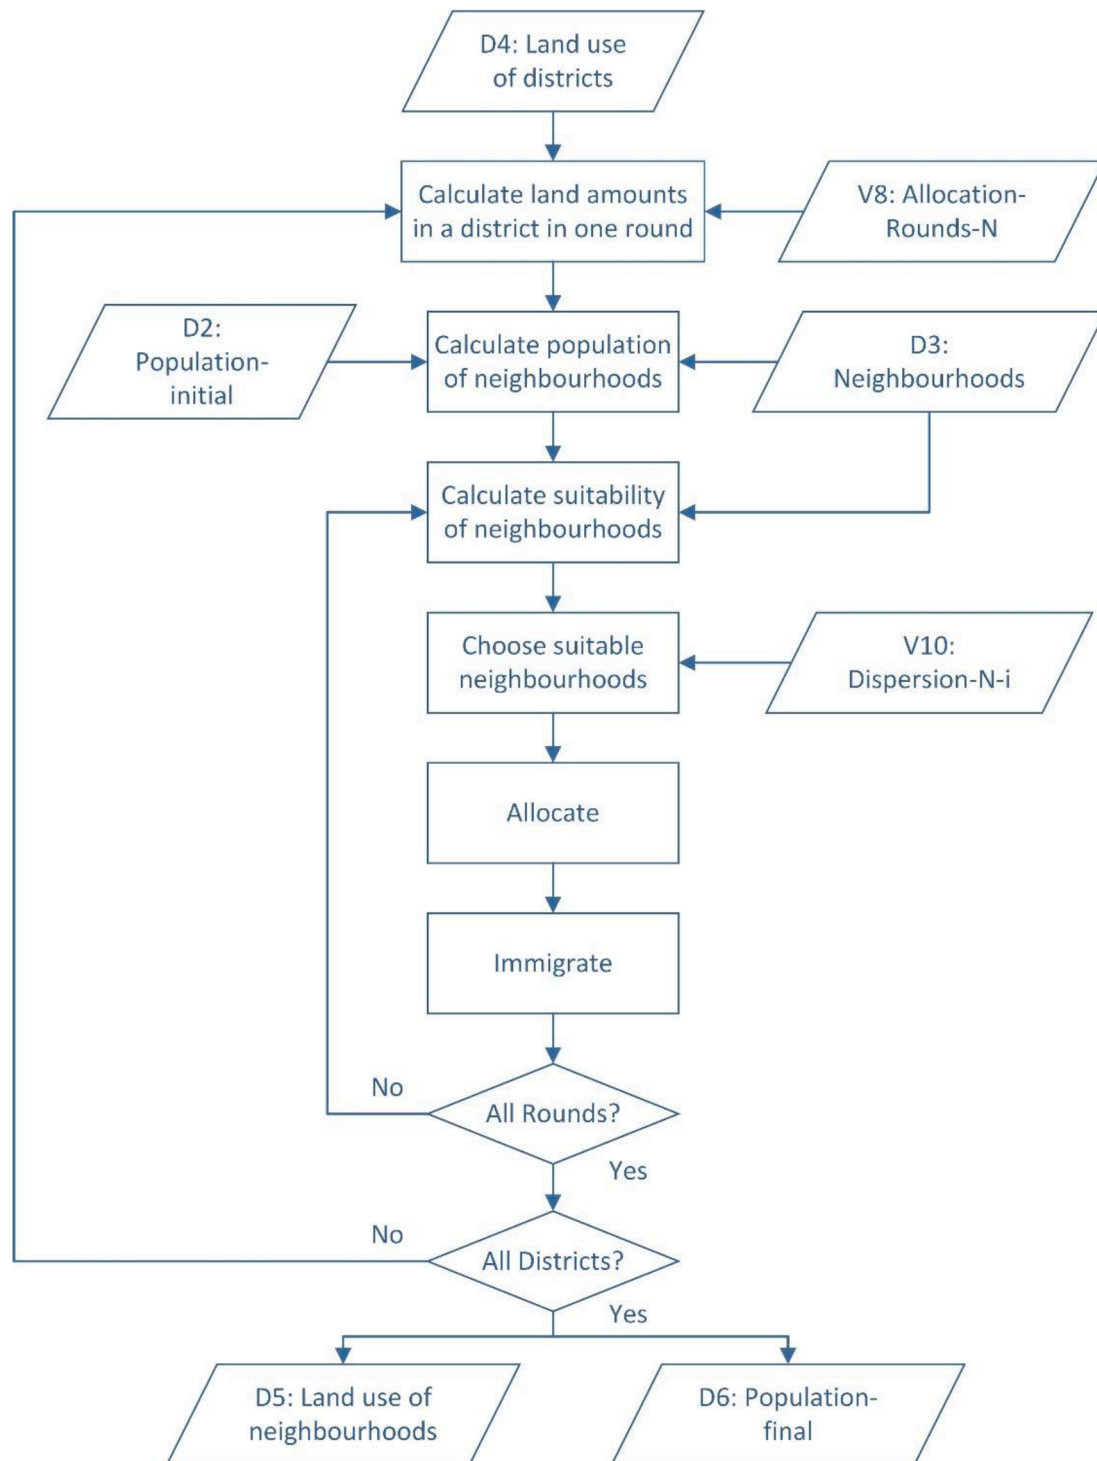 D4: Land use
of districts
Calculate land amounts
in a district in one round
V8: Allocation-
Rounds-N
D2:
Population-
initial
Calculate population
of neighbourhoods
D3:
Neighbourhoods
Calculate suitability
of neighbourhoods
Choose suitable
neighbourhoods
V10:
Dispersion-N-i
Allocate
Immigrate
No
All Rounds?
Yes
No
All Districts?
Yes
D5: Land use of
neighbourhoods
D6: Population-
final